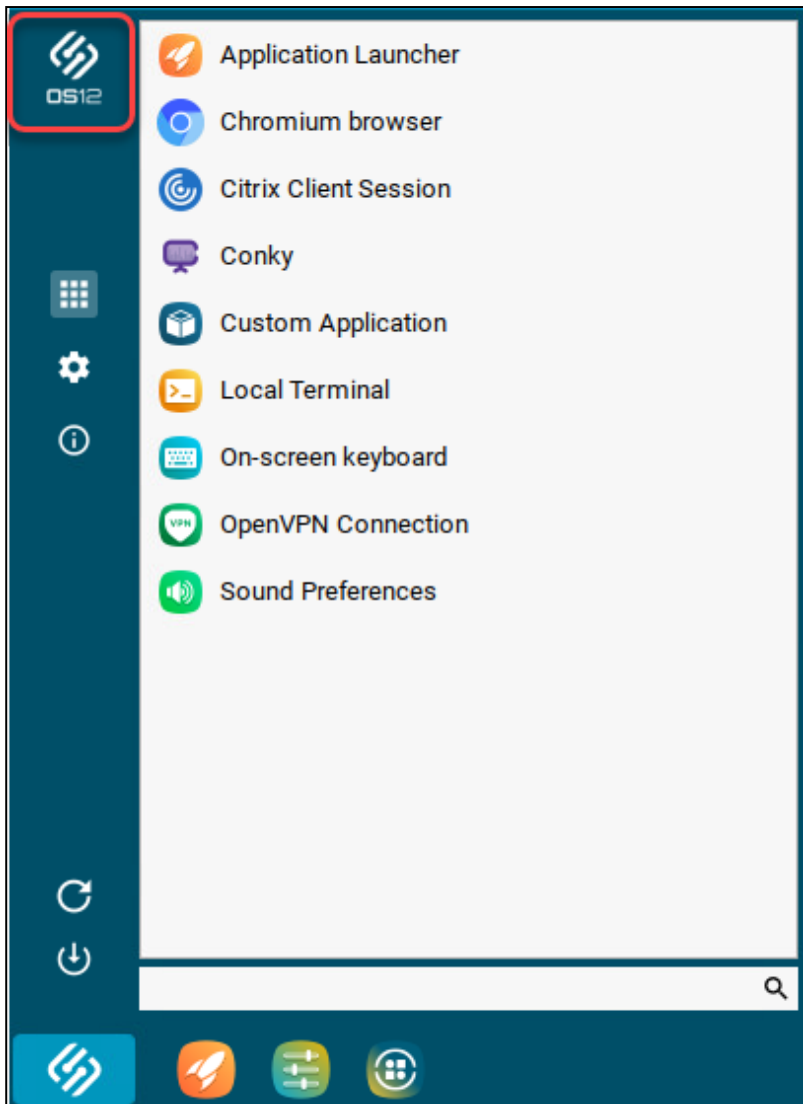 OS12
Application Launcher
Chromium browser
Citrix Client Session
Conky
Custom Application
Local Terminal
On-screen keyboard
VPN
OpenVPN Connection
Sound Preferences